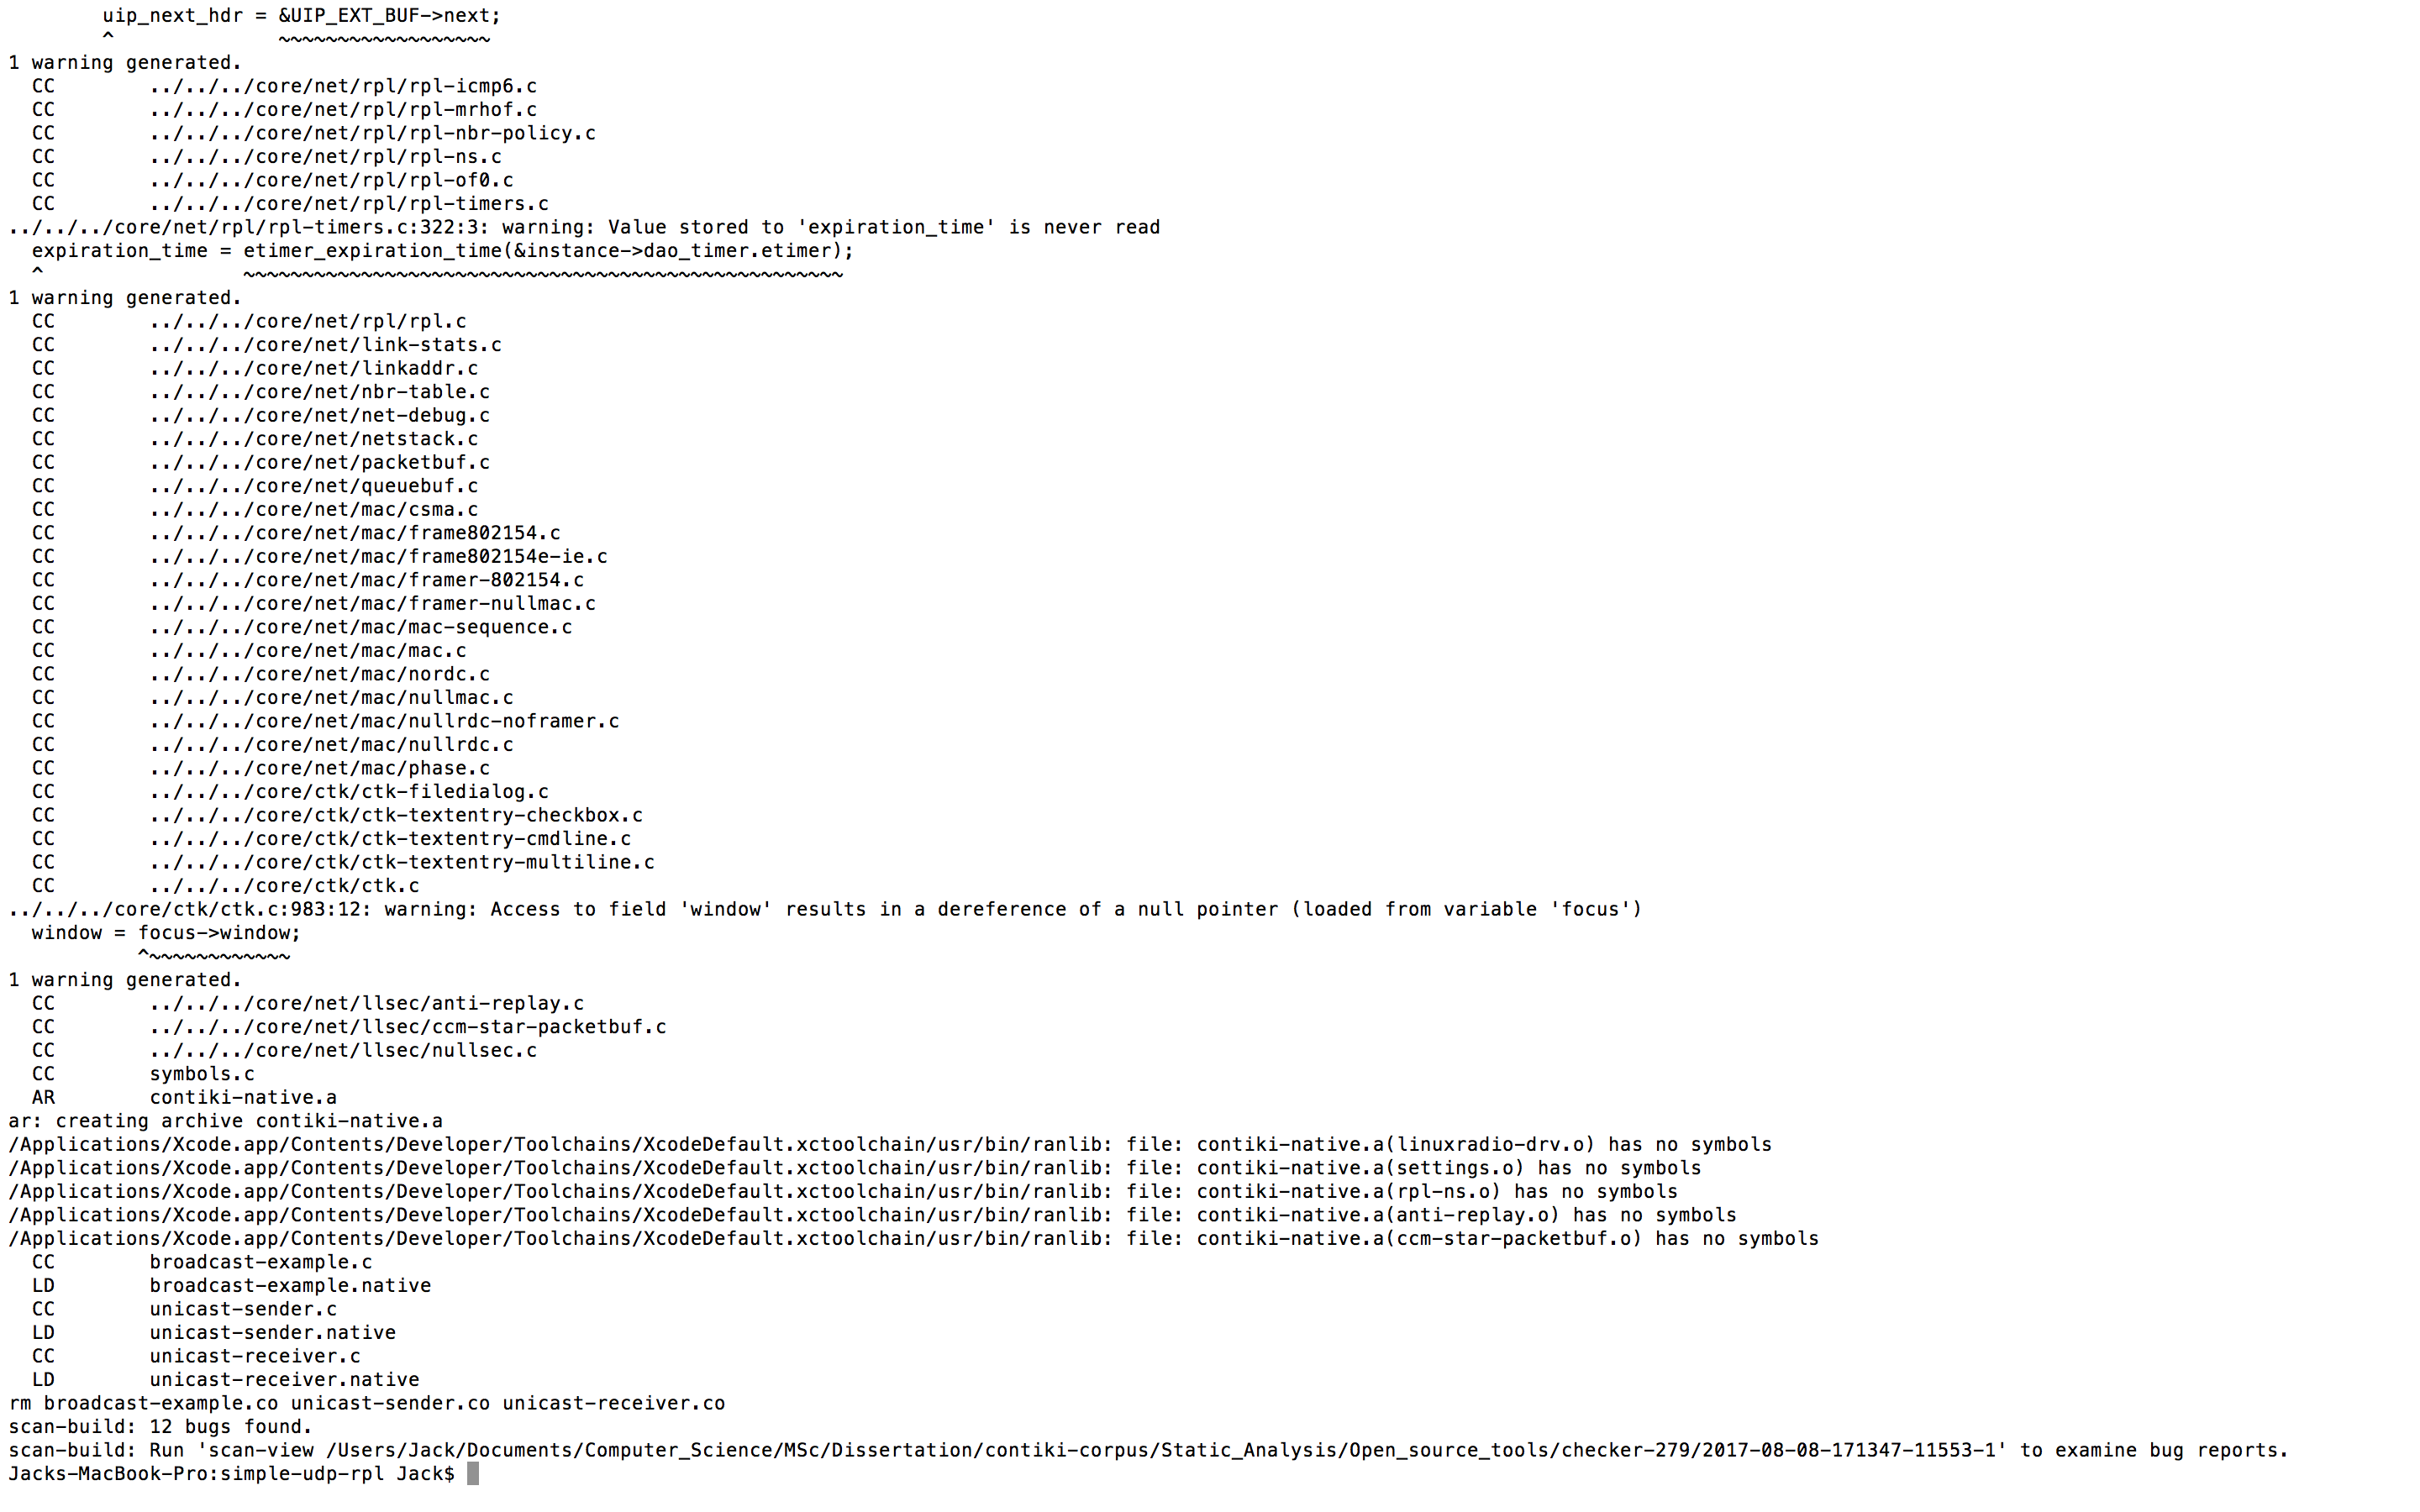 uip_next_hdr = &UIP_EXT_BUF->next;
^              ~~~~~~~~~~~~~~~~~~
1 warning generated.
CC        ../../../core/net/rpl/rpl-icmp6.c
CC        ../../../core/net/rpl/rpl-mrhof.c
CC        ../../../core/net/rpl/rpl-nbr-policy.c
CC        ../../../core/net/rpl/rpl-ns.c
CC        ../../../core/net/rpl/rpl-of0.c
CC        ../../../core/net/rpl/rpl-timers.c
../../../core/net/rpl/rpl-timers.c:322:3: warning: Value stored to 'expiration_time' is never read
expiration_time = etimer_expiration_time(&instance->dao_timer.etimer);
^                 ~~~~~~~~~~~~~~~~~~~~~~~~~~~~~~~~~~~~~~~~~~~~~~~~~~~
1 warning generated.
CC        ../../../core/net/rpl/rpl.c
CC        ../../../core/net/link-stats.c
CC        ../../../core/net/linkaddr.c
CC        ../../../core/net/nbr-table.c
CC        ../../../core/net/net-debug.c
CC        ../../../core/net/netstack.c
CC        ../../../core/net/packetbuf.c
CC        ../../../core/net/queuebuf.c
CC        ../../../core/net/mac/csma.c
CC        ../../../core/net/mac/frame802154.c
CC        ../../../core/net/mac/frame802154e-ie.c
CC        ../../../core/net/mac/framer-802154.c
CC        ../../../core/net/mac/framer-nullmac.c
CC        ../../../core/net/mac/mac-sequence.c
CC        ../../../core/net/mac/mac.c
CC        ../../../core/net/mac/nordc.c
CC        ../../../core/net/mac/nullmac.c
CC        ../../../core/net/mac/nullrdc-noframer.c
CC        ../../../core/net/mac/nullrdc.c
CC        ../../../core/net/mac/phase.c
CC        ../../../core/ctk/ctk-filedialog.c
CC        ../../../core/ctk/ctk-textentry-checkbox.c
CC        ../../../core/ctk/ctk-textentry-cmdline.c
CC        ../../../core/ctk/ctk-textentry-multiline.c
CC        ../../../core/ctk/ctk.c
../../../core/ctk/ctk.c:983:12: warning: Access to field 'window' results in a dereference of a null pointer (loaded from variable 'focus')
window = focus->window;
^~~~~~~~~~~~~
1 warning generated.
CC        ../../../core/net/llsec/anti-replay.c
CC        ../../../core/net/llsec/ccm-star-packetbuf.c
CC        ../../../core/net/llsec/nullsec.c
CC        symbols.c
AR        contiki-native.a
ar: creating archive contiki-native.a
/Applications/Xcode.app/Contents/Developer/Toolchains/XcodeDefault.xctoolchain/usr/bin/ranlib: file: contiki-native.a(linuxradio-drv.o) has no symbols
/Applications/Xcode.app/Contents/Developer/Toolchains/XcodeDefault.xctoolchain/usr/bin/ranlib: file: contiki-native.a(settings.o) has no symbols
/Applications/Xcode.app/Contents/Developer/Toolchains/XcodeDefault.xctoolchain/usr/bin/ranlib: file: contiki-native.a(rpl-ns.o) has no symbols
/Applications/Xcode.app/Contents/Developer/Toolchains/XcodeDefault.xctoolchain/usr/bin/ranlib: file: contiki-native.a(anti-replay.o) has no symbols
/Applications/Xcode.app/Contents/Developer/Toolchains/XcodeDefault.xctoolchain/usr/bin/ranlib: file: contiki-native.a(ccm-star-packetbuf.o) has no symbols
CC        broadcast-example.c
LD        broadcast-example.native
CC        unicast-sender.c
LD        unicast-sender.native
CC        unicast-receiver.c
LD        unicast-receiver.native
rm broadcast-example.co unicast-sender.co unicast-receiver.co
scan-build: 12 bugs found.
scan-build: Run 'scan-view /Users/Jack/Documents/Computer_Science/MSc/Dissertation/contiki-corpus/Static_Analysis/Open_source_tools/checker-279/2017-08-08-171347-11553-1' to examine bug reports.
Jacks-MacBook-Pro:simple-udp-rpl Jack$